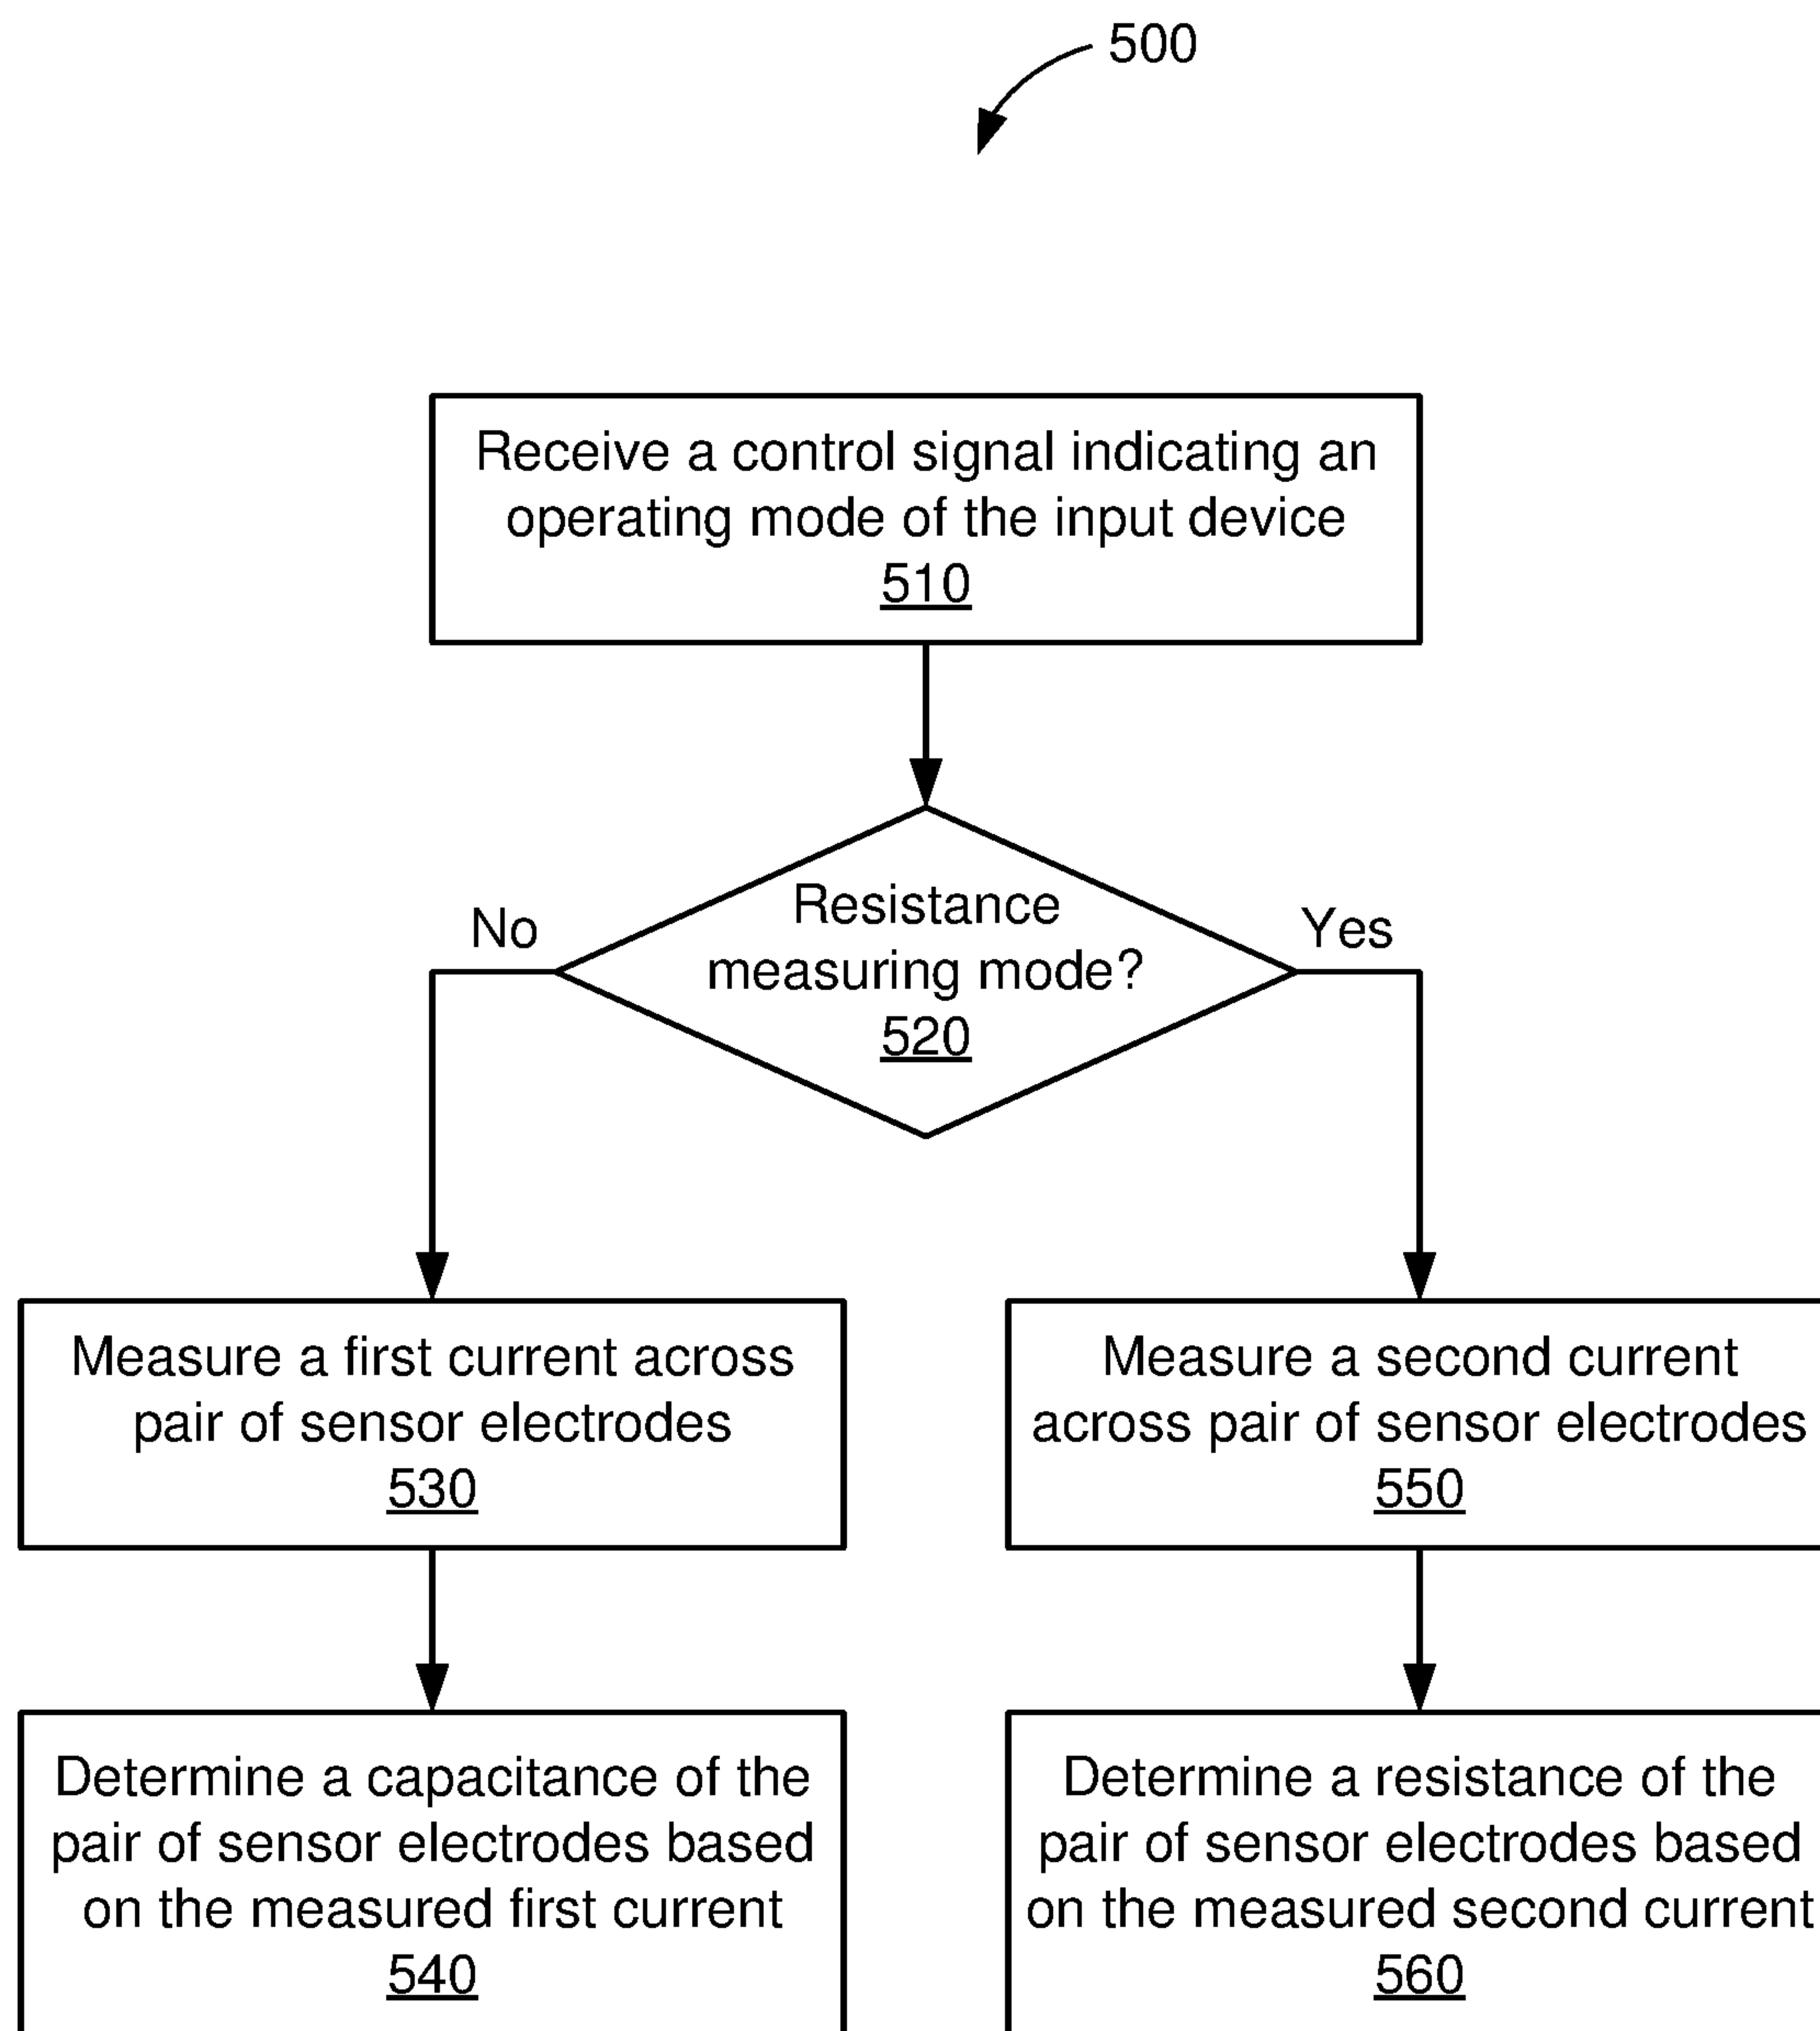 500
Receive a control signal indicating an
operating mode of the input device
510
Resistance
measuring mode?
520
No
Yes
Measure a first current across
pair of sensor electrodes
530
Measure a second current
across pair of sensor electrodes
550
Determine a capacitance of the
pair of sensor electrodes based
on the measured first current
540
Determine a resistance of the
pair of sensor electrodes based
on the measured second current
560